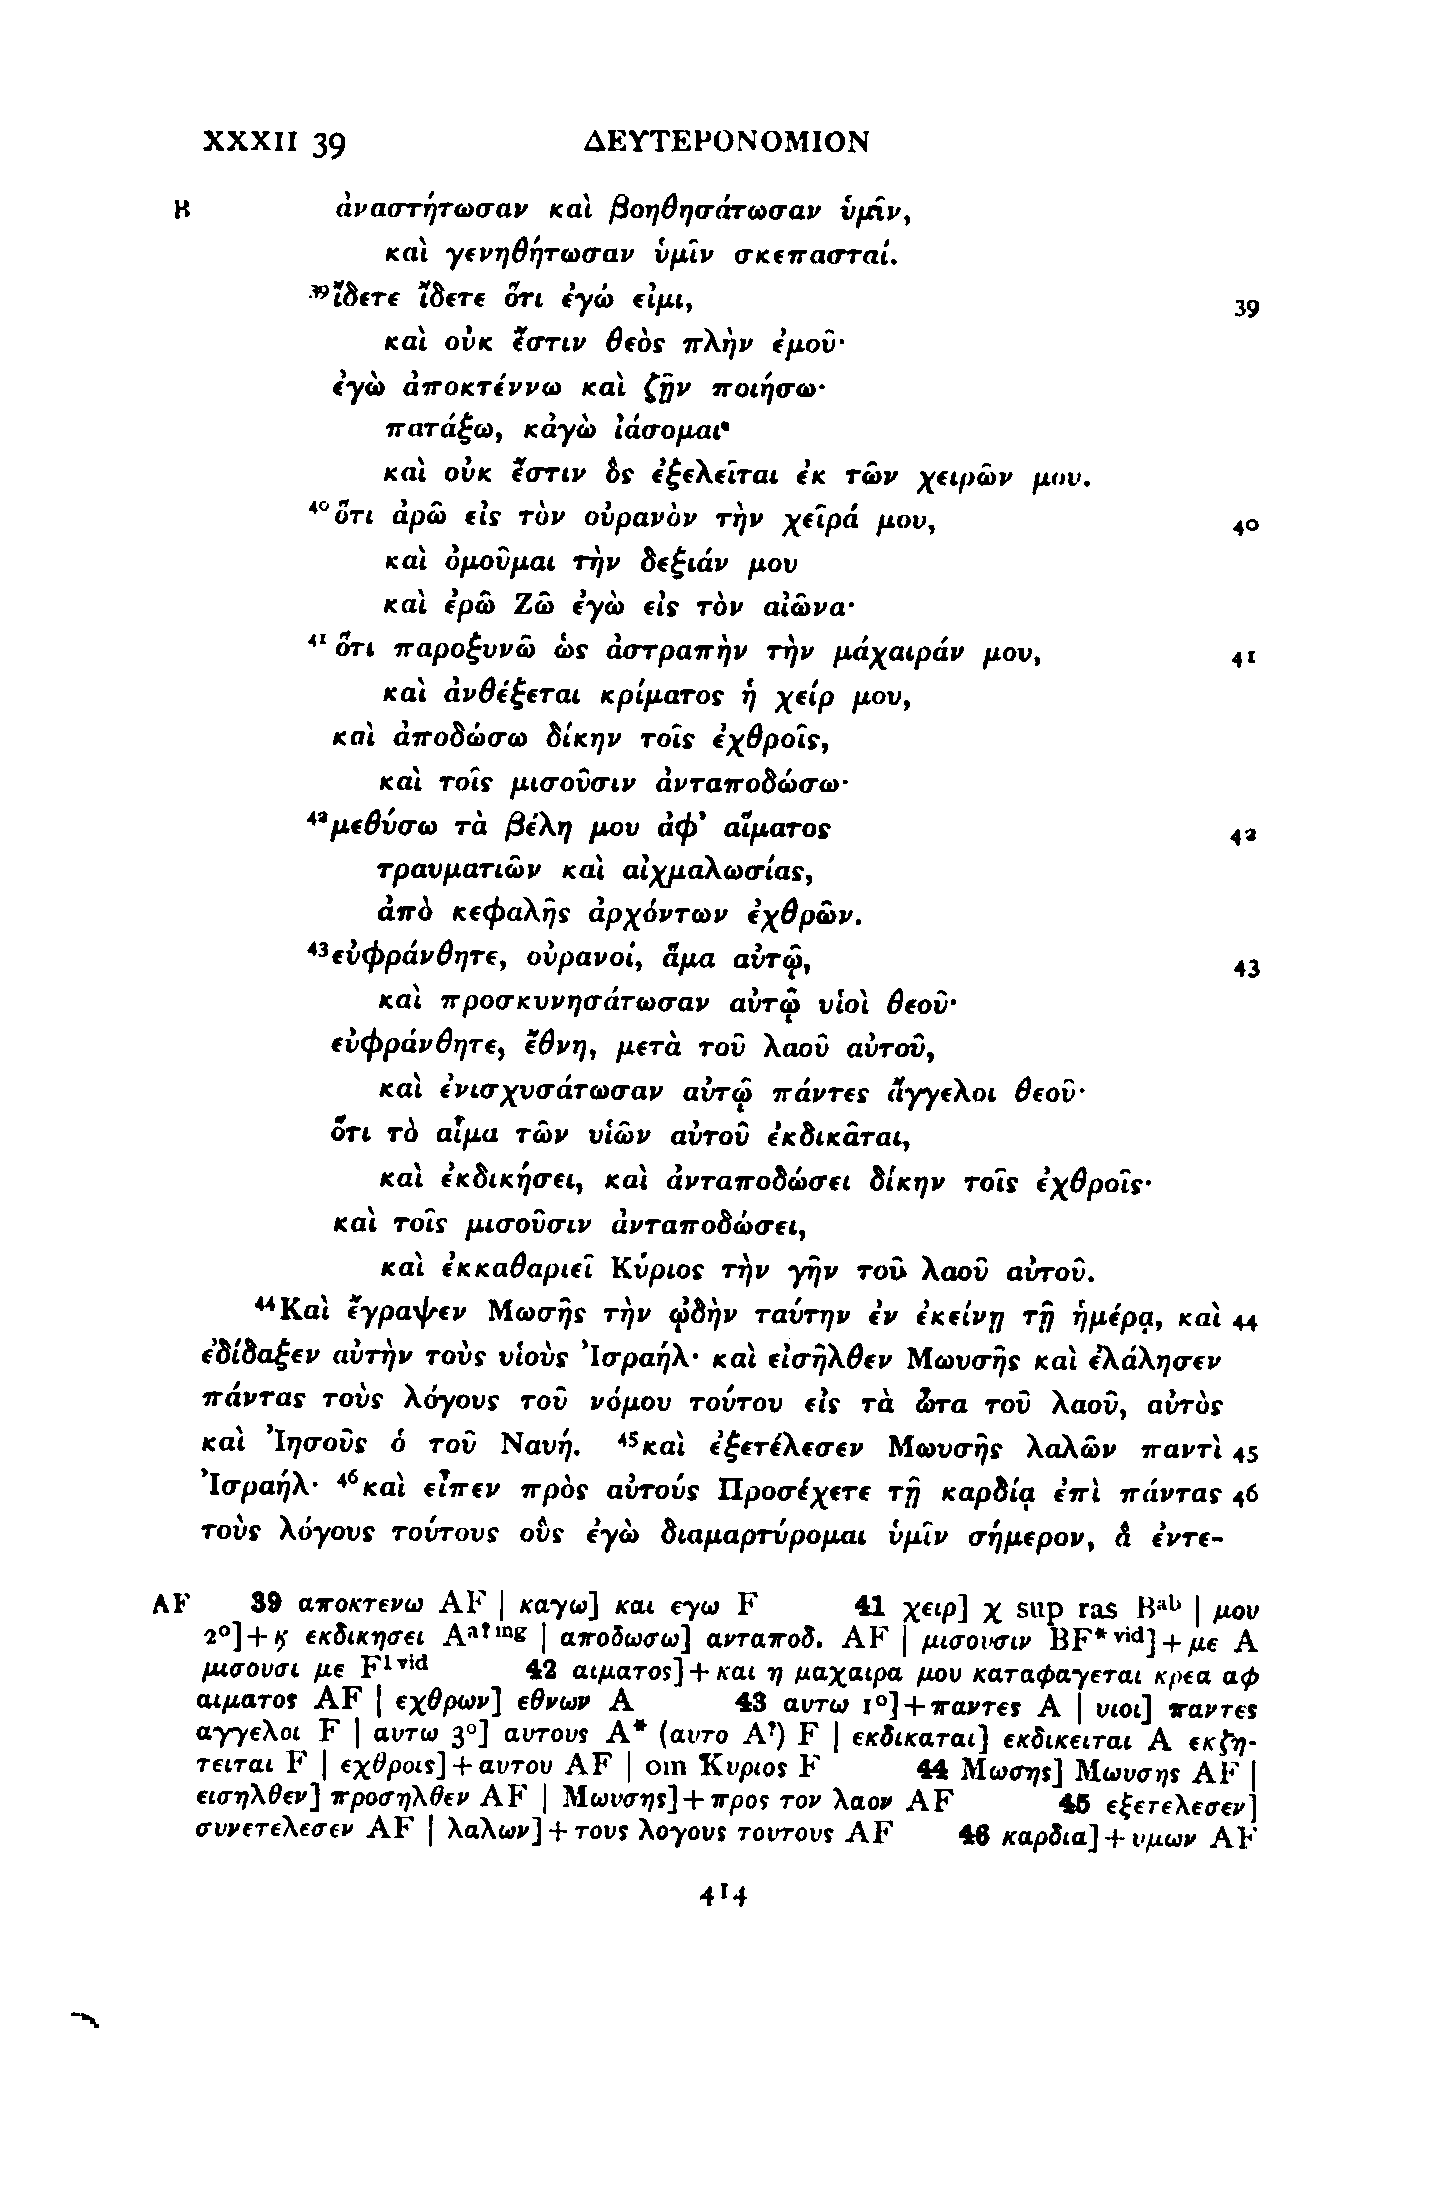 XXXII 39 ΔΕΥΤΕΡΟΝΟΜΙΟΝ
B ἀναστήτωσαν καὶ βοηθησάτωσαν ὑμῖν,
καὶ γενηθήτωσαν ὑμῖν σκεπασταί.
39 ἴδετε ἴδετε ὅτι ἐγώ εἰμι, 39
καὶ οὐκ ἔστιν θεὸς πλὴν ἐμοῦ·
ἐγὼ ἀποκτέννω καὶ ζῇν ποιήσω·
πατάξω, κἀγὼ ἰάσομαι·
καὶ οὐκ ἔστιν ὃς ἐξελεῖται ἐκ τῶν χειρῶν μου.
40 ὅτι ἀρῶ εἰς τὸν οὐρανὸν τὴν χεῖρά μου, 40
καὶ ὀμοῦμαι τὴν δεξιάν μου
καὶ ἐρῶ Ζῶ ἐγὼ εἰς τὸν αἰῶνα·
41 ὅτι παροξυνῶ ὡς ἀστραπὴν τὴν μάχαιράν μου, 41
καὶ ἀνθέξεται κρίματος ἡ χείρ μου,
καὶ ἀποδώσω δίκην τοῖς ἐχθροῖς,
καὶ τοῖς μισοῦσιν ἀνταποδώσω·
42 μεθύσω τὰ βέλη μου ἀφ’ αἵματος 42
τραυματιῶν καὶ αἰχμαλωσίας,
ἀπὸ κεφαλῆς ἀρχόντων ἐχθρῶν.
43 εὐφράνθητε, οὐρανοί, ἅμα αὐτῷ, 43
καὶ προσκυνησάτωσαν αὐτῷ υἱοὶ θεοῦ·
εὐφράνθητε, ἔθνη, μετὰ τοῦ λαοῦ αὐτοῦ,
καὶ ἐνισχυσάτωσαν αὐτῷ πάντες ἄγγελοι θεοῦ·
ὅτι τὸ αἷμα τῶν υἱῶν αὐτοῦ ἐκδικᾶται,
καὶ ἐκδικήσει, καὶ ἀνταποδώσει δίκην τοῖς ἐχθροῖς·
καὶ τοῖς μισοῦσιν ἀνταποδώσει,
καὶ ἐκκαθαριεῖ Κύριος τὴν γῆν τοῦ λαοῦ αὐτοῦ.
44 Καὶ ἔγραψεν Μωσῆς τὴν ᾠδὴν ταύτην ἐν ἐκείνῃ τῇ ἡμέρᾳ, καὶ 44
ἐδίδαξεν αὐτὴν τοὺς υἱοὺς Ἰσραήλ· καὶ εἰσῆλθεν Μωυσῆς καὶ ἐλάλησεν
πάντας τοὺς λόγους τοῦ νόμου τούτου εἰς τὰ ὦτα τοῦ λαοῦ, αὐτὸς
καὶ Ἰησοῦς ὁ τοῦ Ναυή. 45 καὶ ἐξετέλεσεν Μωυσῆς λαλῶν παντὶ 45
Ἰσραήλ· 46 καὶ εἶπεν πρὸς αὐτούς Προσέχετε τῇ καρδίᾳ ἐπὶ πάντας 46
τοὺς λόγους τούτους οὓς ἐγὼ διαμαρτύρομαι ὑμῖν σήμερον, ἃ ἐντε-
AF 39 αποκτενω AF | καγω] και εγω F 41 χειρ] χ sup ras Bab | μου
2°]+ϗ εκδικησει Aa?mg | αποδωσω] ανταποδ. AF | μισουσιν BF*vid]+με A
μισουσι με F1vid 42 αιματος]+και η μαχαιρα μου καταφαγεται κρεα αφ
αιματος AF | εχθρων] εθνων A 43 αυτω 1°]+παντες A | υιοι] παντες
αγγελοι F | αυτω 3°] αυτους A* (αυτο A?) F | εκδικαται] εκδικειται A εκζη-
τειται F | εχθροις]+αυτου AF | om Κυριος F 44 Μωσης] Μωυσης AF |
εισηλθεν] προσηλθεν AF | Μωυσης]+προς τον λαον AF 45 εξετελεσεν]
συνετελεσεν AF | λαλων]+τους λογους τουτους AF 46 καρδια]+υμων AF
414